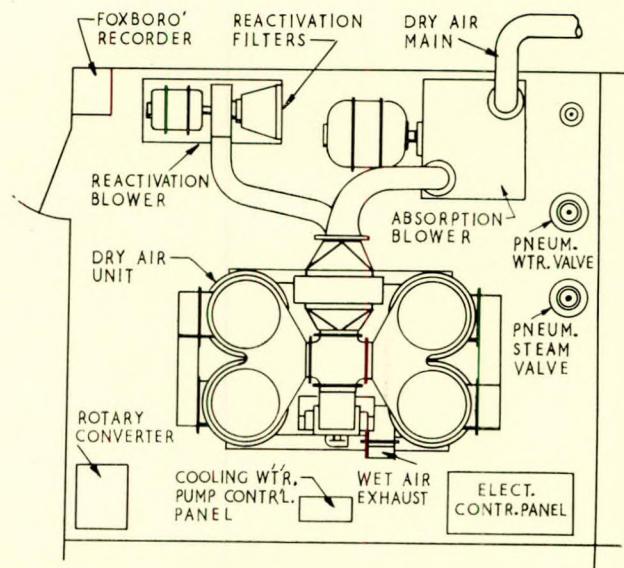 FOXBORO'
RECORDER
REACTIVATION
FILTERS
DRY AIR
MAIN
REACTIVATION
BLOWER
ABSORPTION
BLOWER
PNEUM.
WTR. VALVE
DRY AIR
UNIT
PNEUM.
STEAM
VALVE
ROTARY
CONVERTER
COOLING WT'R.
PUMP CONTR'L.
PANEL
WET AIR
EXHAUST
ELECT.
CONTR. PANEL